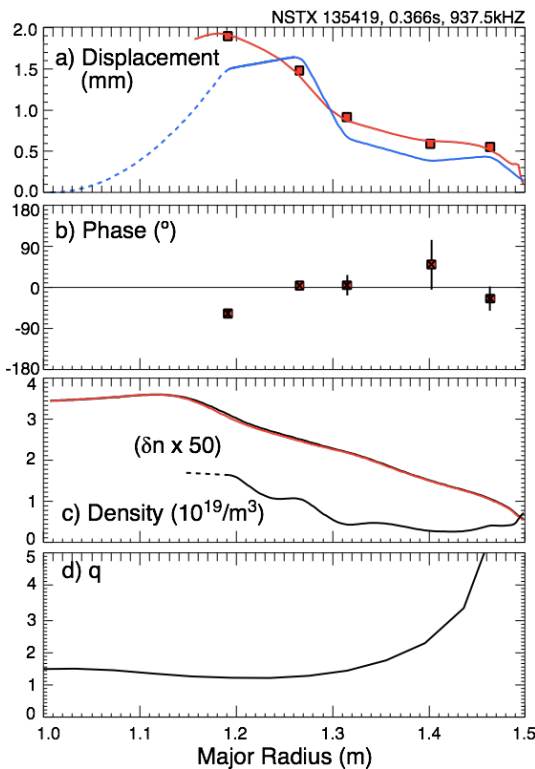 NSTX 135419, 0.366s, 937.5kHZ
2.0
a) Displacement
(mm)
1.5
1.0
0.5
0.0
180
b) Phase (º)
90
0
-90
-180
4
3
(δn x 50)
2
1
c) Density (10¹⁹/m³)
0
5
d) q
4
3
2
1
0
1.0 1.1 1.2 1.3 1.4 1.5
Major Radius (m)